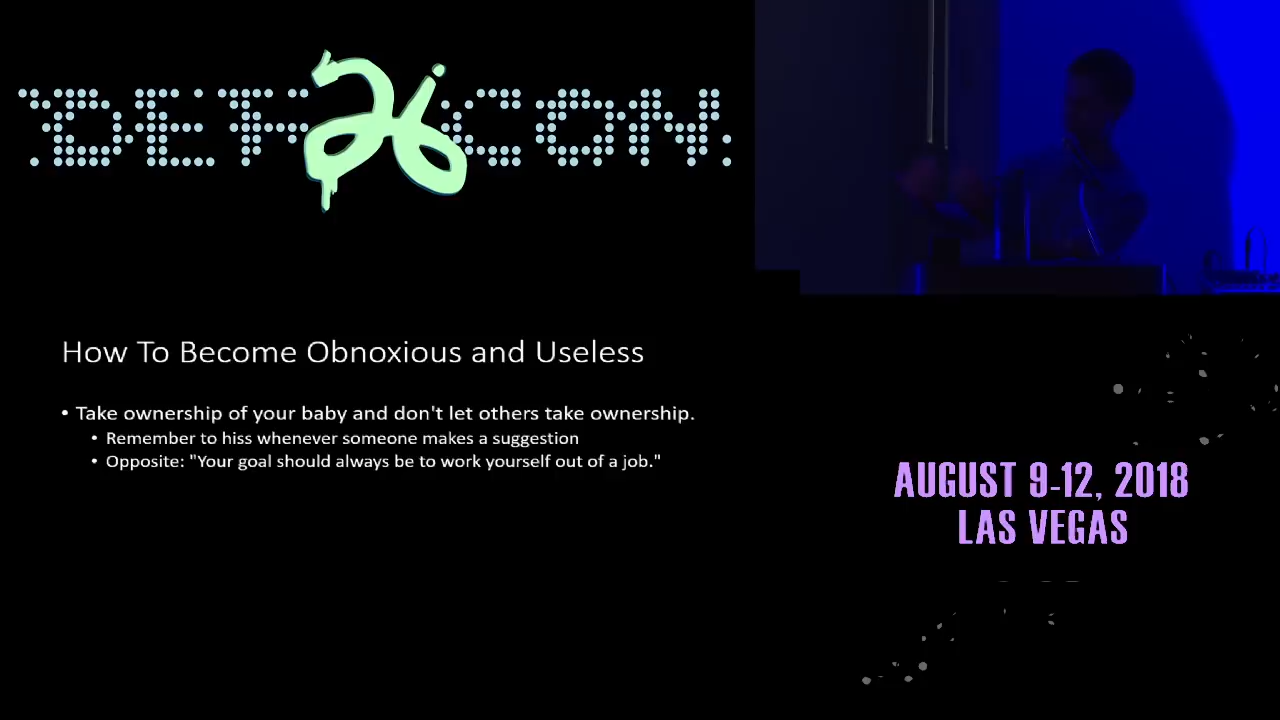 DEF CON
26
How To Become Obnoxious and Useless
• Take ownership of your baby and don't let others take ownership.
• Remember to hiss whenever someone makes a suggestion
• Opposite: "Your goal should always be to work yourself out of a job."
AUGUST 9-12, 2018
LAS VEGAS